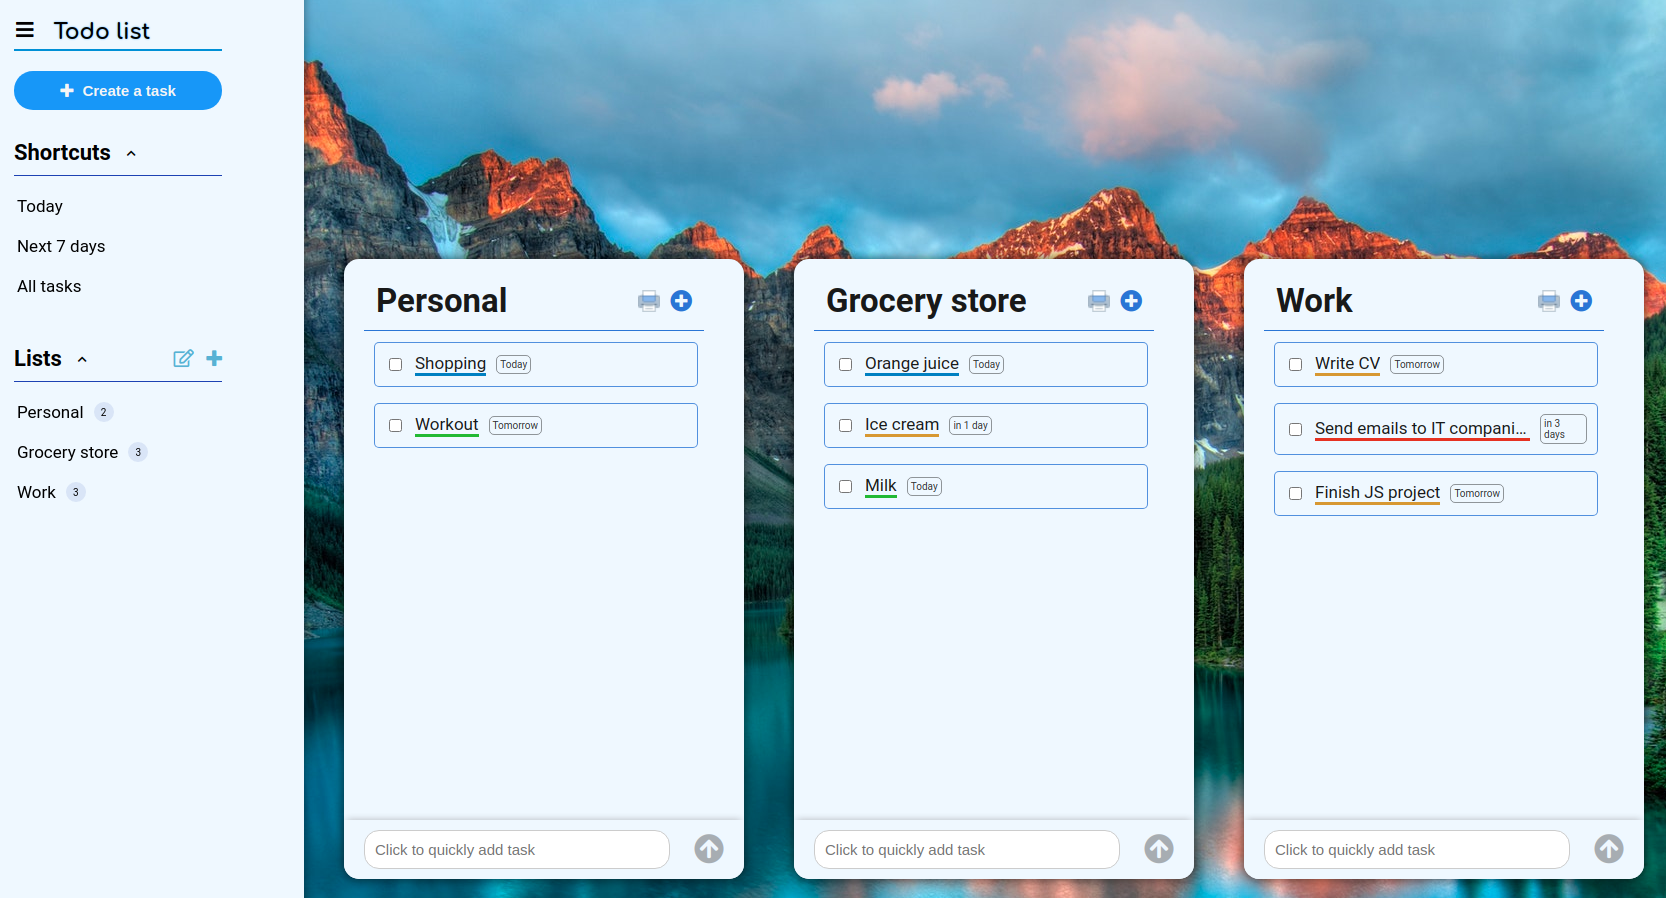 Todo list
Create a task
Shortcuts
Today
Next 7 days
All tasks
Lists
Personal 2
Grocery store 3
Work 3
Personal
Shopping Today
Workout Tomorrow
Click to quickly add task
Grocery store
Orange juice Today
Ice cream in 1 day
Milk Today
Click to quickly add task
Work
Write CV Tomorrow
Send emails to IT compani... in 3
days
Finish JS project Tomorrow
Click to quickly add task